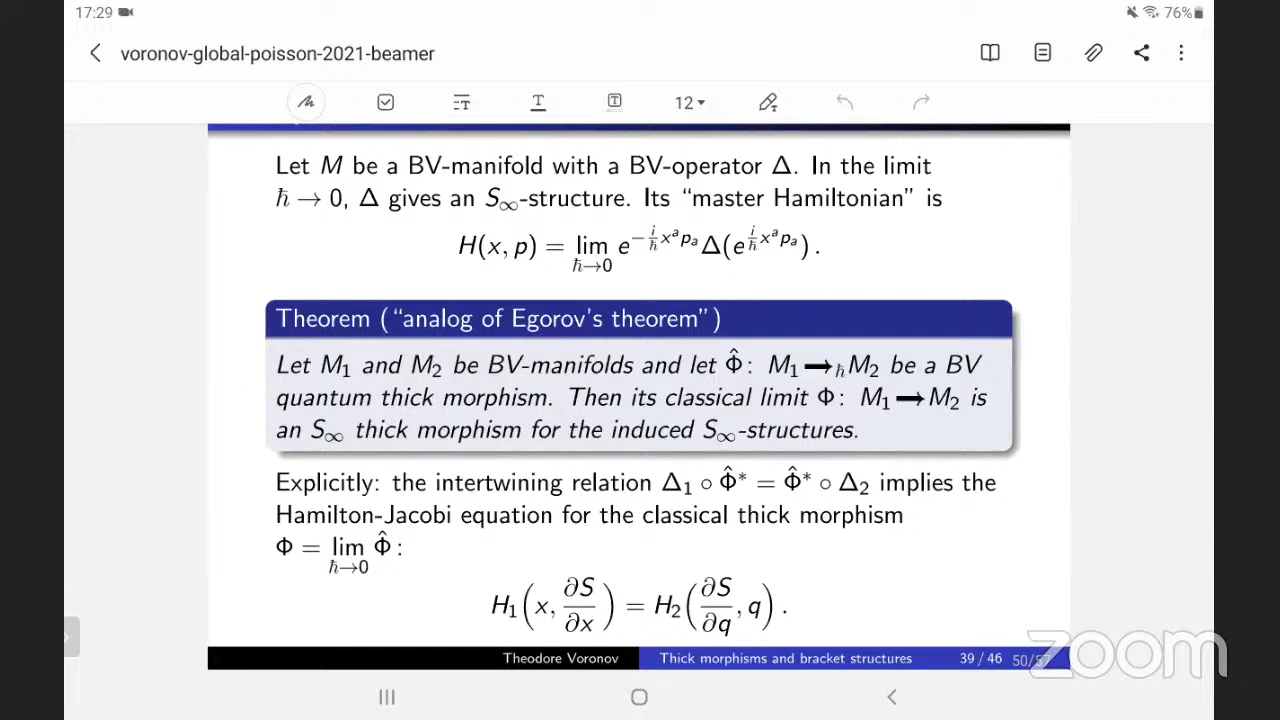 17:29 76%
voronov-global-poisson-2021-beamer
T T T 12 T
Let M be a BV-manifold with a BV-operator Δ. In the limit
ℏ → 0, Δ gives an S∞-structure. Its “master Hamiltonian” is
H(x, p) = lim ℏ→0 e^{−(i/ℏ) xᵃpₐ} Δ(e^{(i/ℏ) xᵃpₐ}) .
Theorem (“analog of Egorov’s theorem”)
Let M₁ and M₂ be BV-manifolds and let Φ̂ : M₁ ➞ℏ M₂ be a BV
quantum thick morphism. Then its classical limit Φ : M₁ ➞ M₂ is
an S∞ thick morphism for the induced S∞-structures.
Explicitly: the intertwining relation Δ₁ ∘ Φ̂* = Φ̂* ∘ Δ₂ implies the
Hamilton-Jacobi equation for the classical thick morphism
Φ = lim ℏ→0 Φ̂ :
H₁(x, ∂S/∂x) = H₂(∂S/∂q, q) .
Theodore Voronov Thick morphisms and bracket structures 39 / 46 50/57
zoom